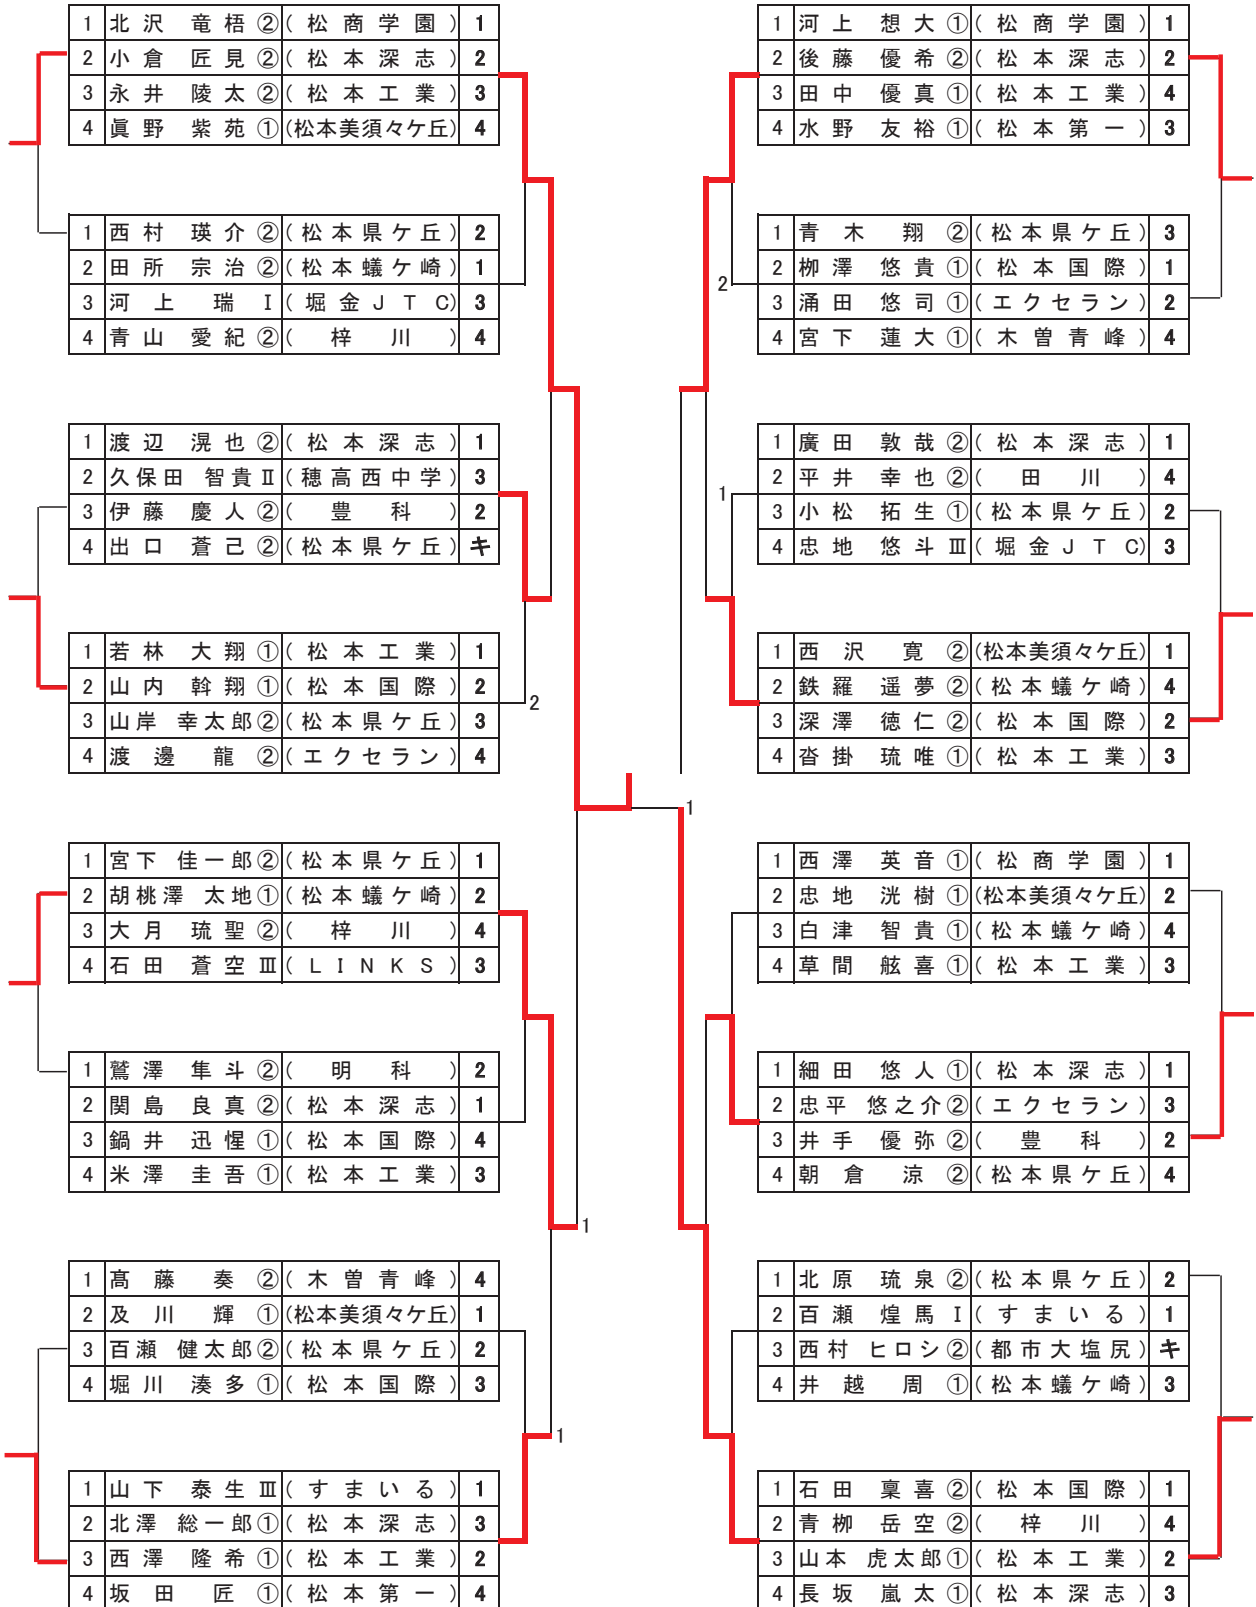 1 北沢 竜梧② (松商学園) 1
2 小倉 匠見② (松本深志) 2
3 永井 陵太② (松本工業) 3
4 眞野 紫苑① (松本美須々ケ丘) 4
1 西村 瑛介② (松本県ケ丘) 2
2 田所 宗治② (松本蟻ケ崎) 1
3 河上 瑞Ⅰ (堀金JTC) 3
4 青山 愛紀② (梓川) 4
1 渡辺 滉也② (松本深志) 1
2 久保田 智貴Ⅱ (穂高西中学) 3
3 伊藤 慶人② (豊科) 2
4 出口 蒼己② (松本県ケ丘) キ
1 若林 大翔① (松本工業) 1
2 山内 斡翔① (松本国際) 2
3 山岸 幸太郎② (松本県ケ丘) 3
4 渡邊 龍② (エクセラン) 4
2
1 宮下 佳一郎② (松本県ケ丘) 1
2 胡桃澤 太地① (松本蟻ケ崎) 2
3 大月 琉聖② (梓川) 4
4 石田 蒼空Ⅲ (LINKS) 3
1 鷲澤 隼斗② (明科) 2
2 関島 良真② (松本深志) 1
3 鍋井 迅惺① (松本国際) 4
4 米澤 圭吾① (松本工業) 3
1
1 髙藤 奏② (木曽青峰) 4
2 及川 輝① (松本美須々ケ丘) 1
3 百瀬 健太郎② (松本県ケ丘) 2
4 堀川 湊多① (松本国際) 3
1
1 山下 泰生Ⅲ (すまいる) 1
2 北澤 総一郎① (松本深志) 3
3 西澤 隆希① (松本工業) 2
4 坂田 匠① (松本第一) 4
1
1 河上 想大① (松商学園) 1
2 後藤 優希② (松本深志) 2
3 田中 優真① (松本工業) 4
4 水野 友裕① (松本第一) 3
1 青木 翔② (松本県ケ丘) 3
2 栁澤 悠貴① (松本国際) 1
2
3 涌田 悠司① (エクセラン) 2
4 宮下 蓮大① (木曽青峰) 4
1 廣田 敦哉② (松本深志) 1
2 平井 幸也② (田川) 4
1
3 小松 拓生① (松本県ケ丘) 2
4 忠地 悠斗Ⅲ (堀金JTC) 3
1 西沢 寛② (松本美須々ケ丘) 1
2 鉄羅 遥夢② (松本蟻ケ崎) 4
3 深澤 徳仁② (松本国際) 2
4 沓掛 琉唯① (松本工業) 3
1 西澤 英音① (松商学園) 1
2 忠地 洸樹① (松本美須々ケ丘) 2
3 白津 智貴① (松本蟻ケ崎) 4
4 草間 舷喜① (松本工業) 3
1 細田 悠人① (松本深志) 1
2 忠平 悠之介② (エクセラン) 3
3 井手 優弥② (豊科) 2
4 朝倉 涼② (松本県ケ丘) 4
1 北原 琉泉② (松本県ケ丘) 2
2 百瀬 煌馬Ⅰ (すまいる) 1
3 西村 ヒロシ② (都市大塩尻) キ
4 井越 周① (松本蟻ケ崎) 3
1 石田 稟喜② (松本国際) 1
2 青栁 岳空② (梓川) 4
3 山本 虎太郎① (松本工業) 2
4 長坂 嵐太① (松本深志) 3